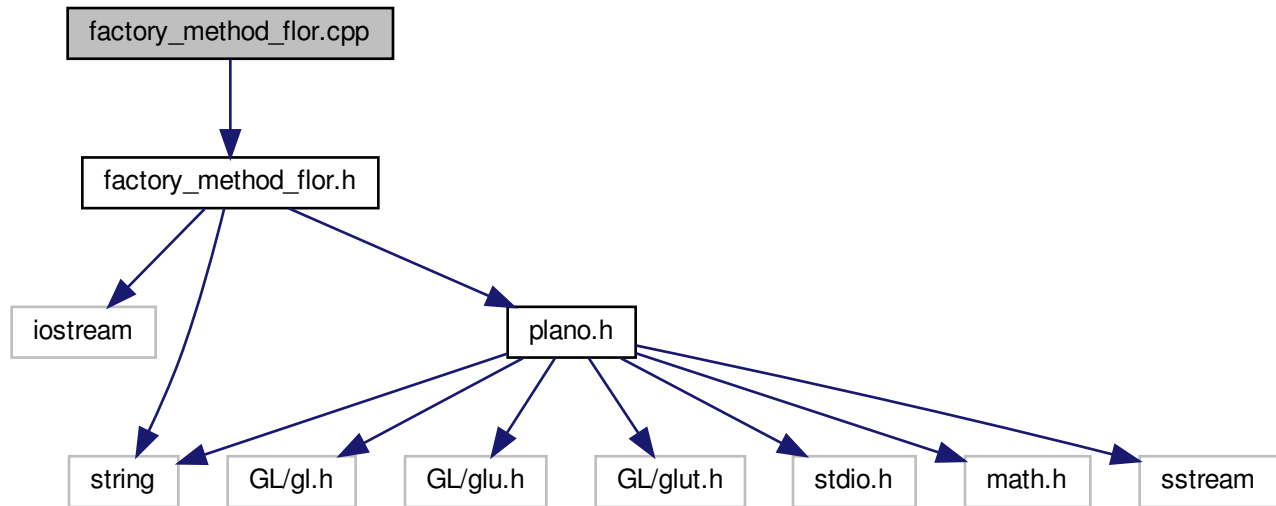 factory_method_flor.cpp
factory_method_flor.h
iostream
plano.h
string
GL/gl.h
GL/glu.h
GL/glut.h
stdio.h
math.h
sstream